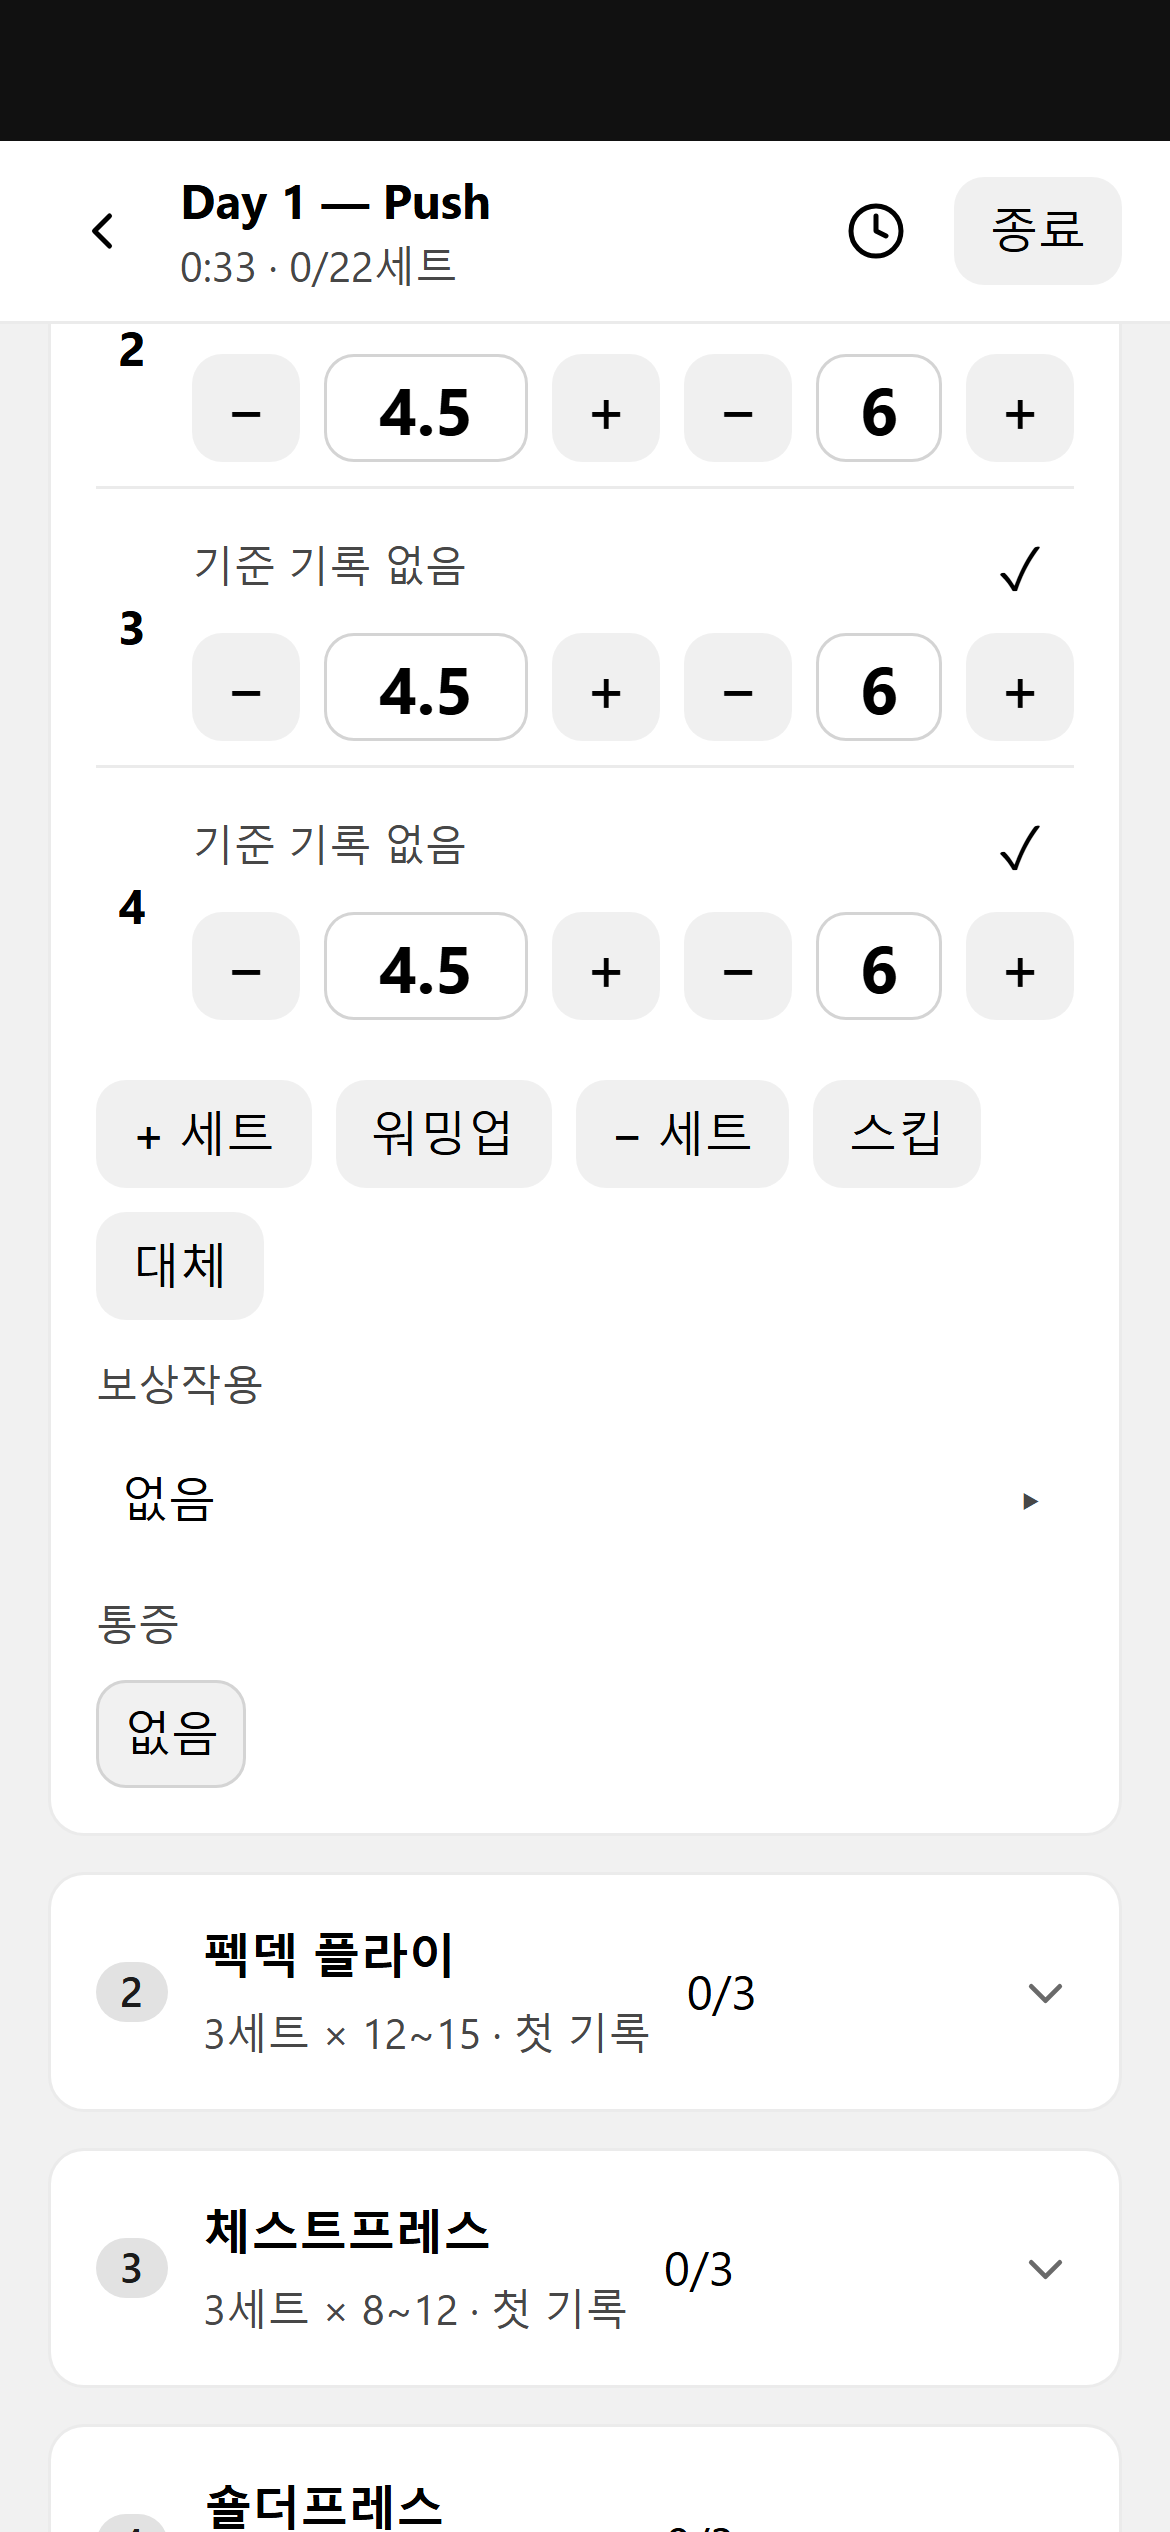 Day 1 — Push
0:33 · 0/22세트
종료
2
− 4.5 + − 6 +
기준 기록 없음 ✓
3
− 4.5 + − 6 +
기준 기록 없음 ✓
4
− 4.5 + − 6 +
+ 세트
워밍업
− 세트
스킵
대체
보상작용
없음
통증
없음
2
펙덱 플라이
3세트 × 12~15 · 첫 기록
0/3
3
체스트프레스
3세트 × 8~12 · 첫 기록
0/3
숄더프레스